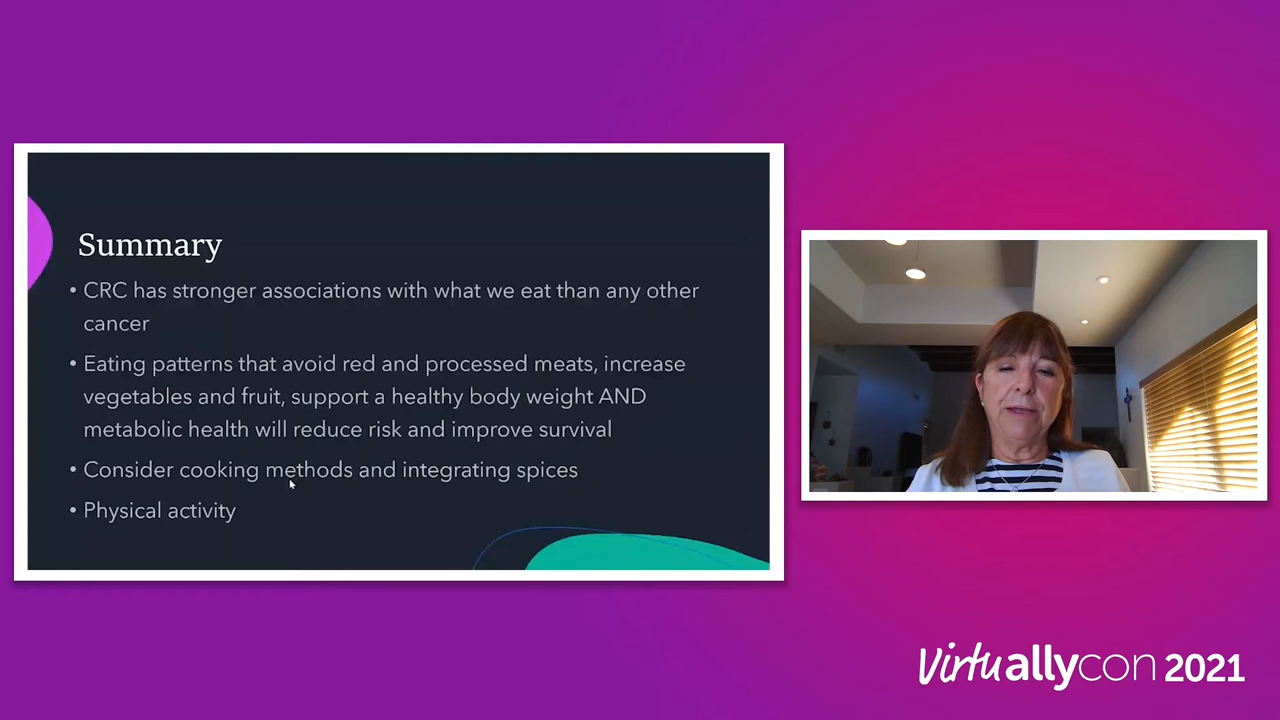 Summary
• CRC has stronger associations with what we eat than any other
cancer
• Eating patterns that avoid red and processed meats, increase
vegetables and fruit, support a healthy body weight AND
metabolic health will reduce risk and improve survival
• Consider cooking methods and integrating spices
• Physical activity
Virtuallycon 2021